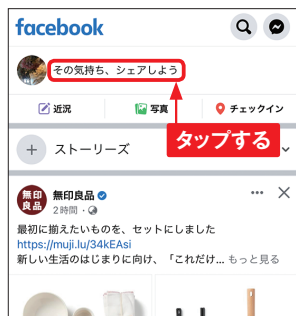 facebook
その気持ち、シェアしよう
近況
写真
チェックイン
タップする
ストーリーズ
無印良品
無印良品
2時間
最初に揃えたいものを、セットにしました
https://muji.lu/34kEAsi
新しい生活のはじまりに向け、「これだけ... もっと見る